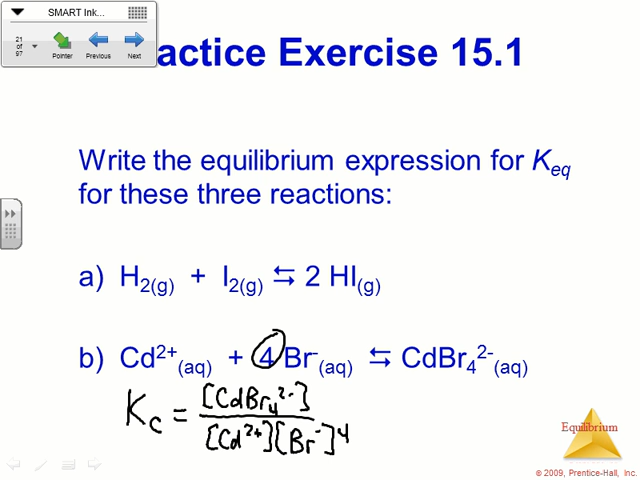 SMART Ink...
21 of 97
Pointer Previous Next
actice Exercise 15.1
Write the equilibrium expression for Keq
for these three reactions:
a) H2(g) + I2(g) ⇆ 2 HI(g)
b) Cd²⁺(aq) + 4 Br⁻(aq) ⇆ CdBr₄²⁻(aq)
Kc = [CdBr₄²⁻]
[Cd²⁺][Br⁻]⁴
Equilibrium
© 2009, Prentice-Hall, Inc.